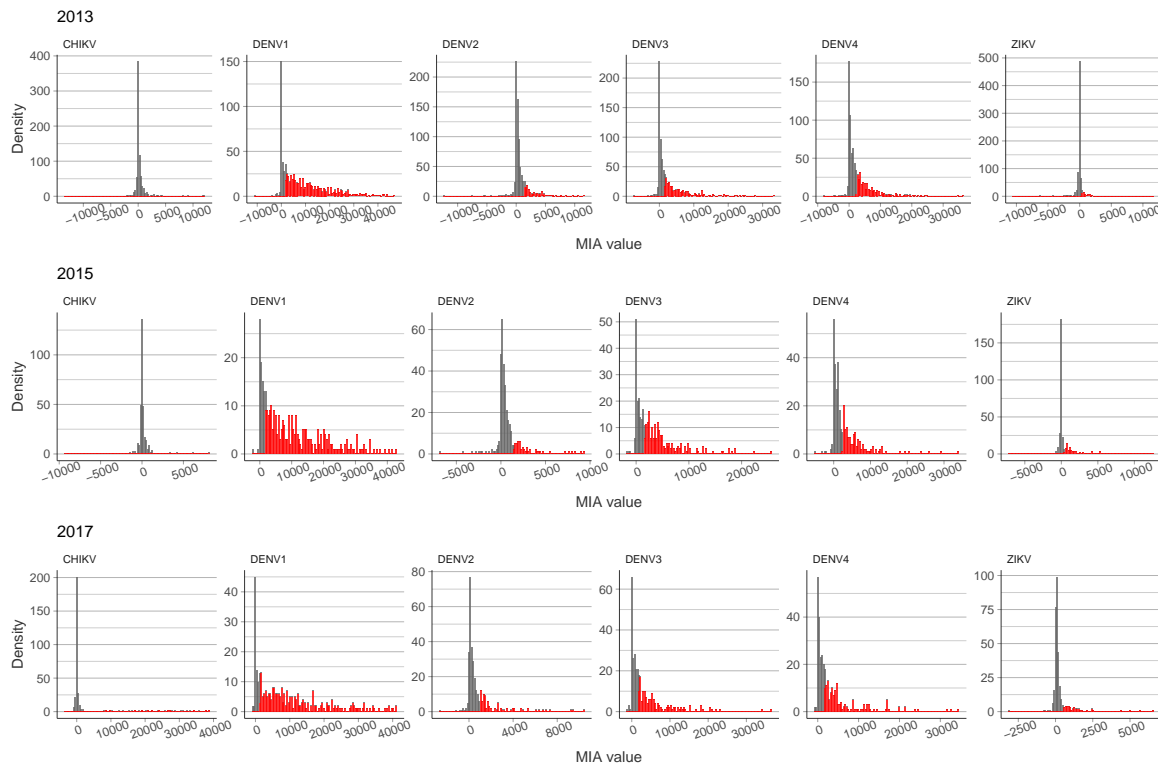 2013
CHIKV DENV1 DENV2 DENV3 DENV4 ZIKV
Density
0 100 200 300 400
−10000 −5000 0 5000 10000
0 50 100 150
−10000 0 10000 20000 30000 40000
0 50 100 150 200
−5000 0 5000 10000
0 50 100 150 200
0 10000 20000 30000
0 50 100 150
−10000 0 10000 20000 30000
0 100 200 300 400 500
−10000 −5000 0 5000 10000
MIA value
2015
CHIKV DENV1 DENV2 DENV3 DENV4 ZIKV
Density
0 50 100
−10000 −5000 0 5000
0 10 20
0 10000 20000 30000 40000
0 20 40 60
−5000 0 5000 10000
0 10 20 30 40 50
0 10000 20000
0 20 40
0 10000 20000 30000
0 50 100 150
−5000 0 5000 10000
MIA value
2017
CHIKV DENV1 DENV2 DENV3 DENV4 ZIKV
Density
0 25 50 75 100 125 150 175 200
0 10000 20000 30000 40000
0 10 20 30 40
0 10000 20000 30000 40000
0 20 40 60 80
0 4000 8000
0 20 40 60
0 10000 20000 30000
0 20 40
0 10000 20000 30000
0 25 50 75 100
−2500 0 2500 5000
MIA value